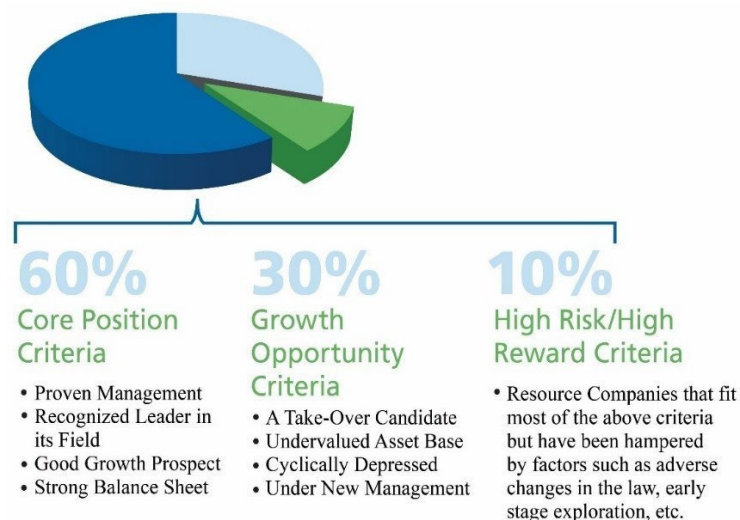 60%
Core Position
Criteria
• Proven Management
• Recognized Leader in
its Field
• Good Growth Prospect
• Strong Balance Sheet
30%
Growth
Opportunity
Criteria
• A Take-Over Candidate
• Undervalued Asset Base
• Cyclically Depressed
• Under New Management
10%
High Risk/High
Reward Criteria
• Resource Companies that fit
most of the above criteria
but have been hampered
by factors such as adverse
changes in the law, early
stage exploration, etc.